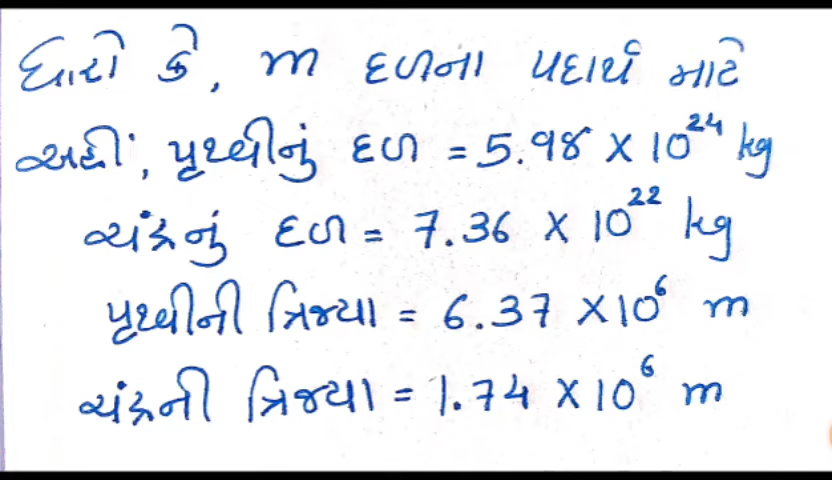 ધારો કે, m દળના પદાર્થ માટે
અહીં, પૃથ્વીનું દળ = 5.98 × 10²⁴ kg
ચંદ્રનું દળ = 7.36 × 10²² kg
પૃથ્વીની ત્રિજ્યા = 6.37 × 10⁶ m
ચંદ્રની ત્રિજ્યા = 1.74 × 10⁶ m